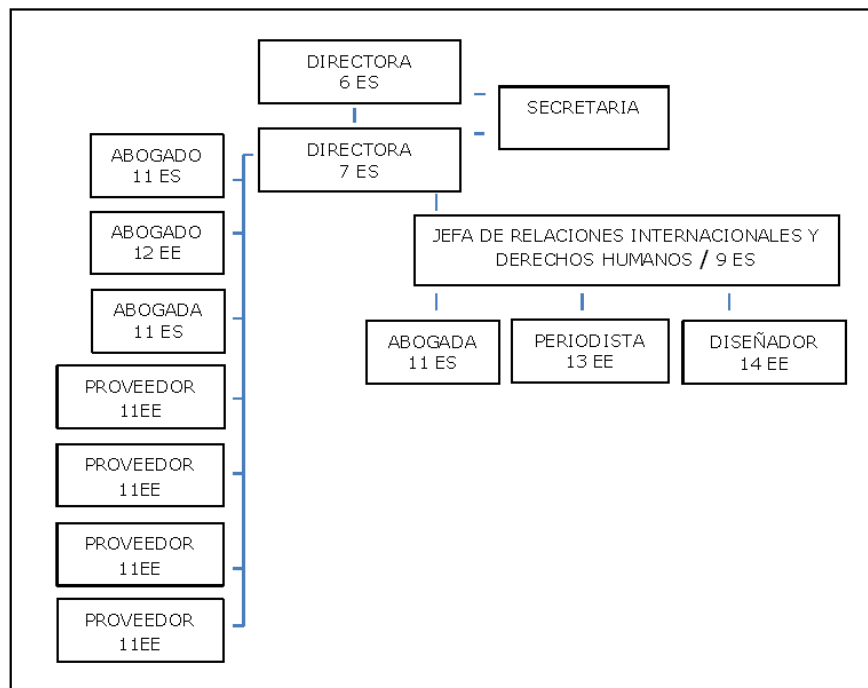 DIRECTORA
6 ES
SECRETARIA
DIRECTORA
7 ES
ABOGADO
11 ES
ABOGADO
12 EE
ABOGADA
11 ES
PROVEEDOR
11EE
PROVEEDOR
11EE
PROVEEDOR
11EE
PROVEEDOR
11EE
JEFA DE RELACIONES INTERNACIONALES Y
DERECHOS HUMANOS / 9 ES
ABOGADA
11 ES
PERIODISTA
13 EE
DISEÑADOR
14 EE